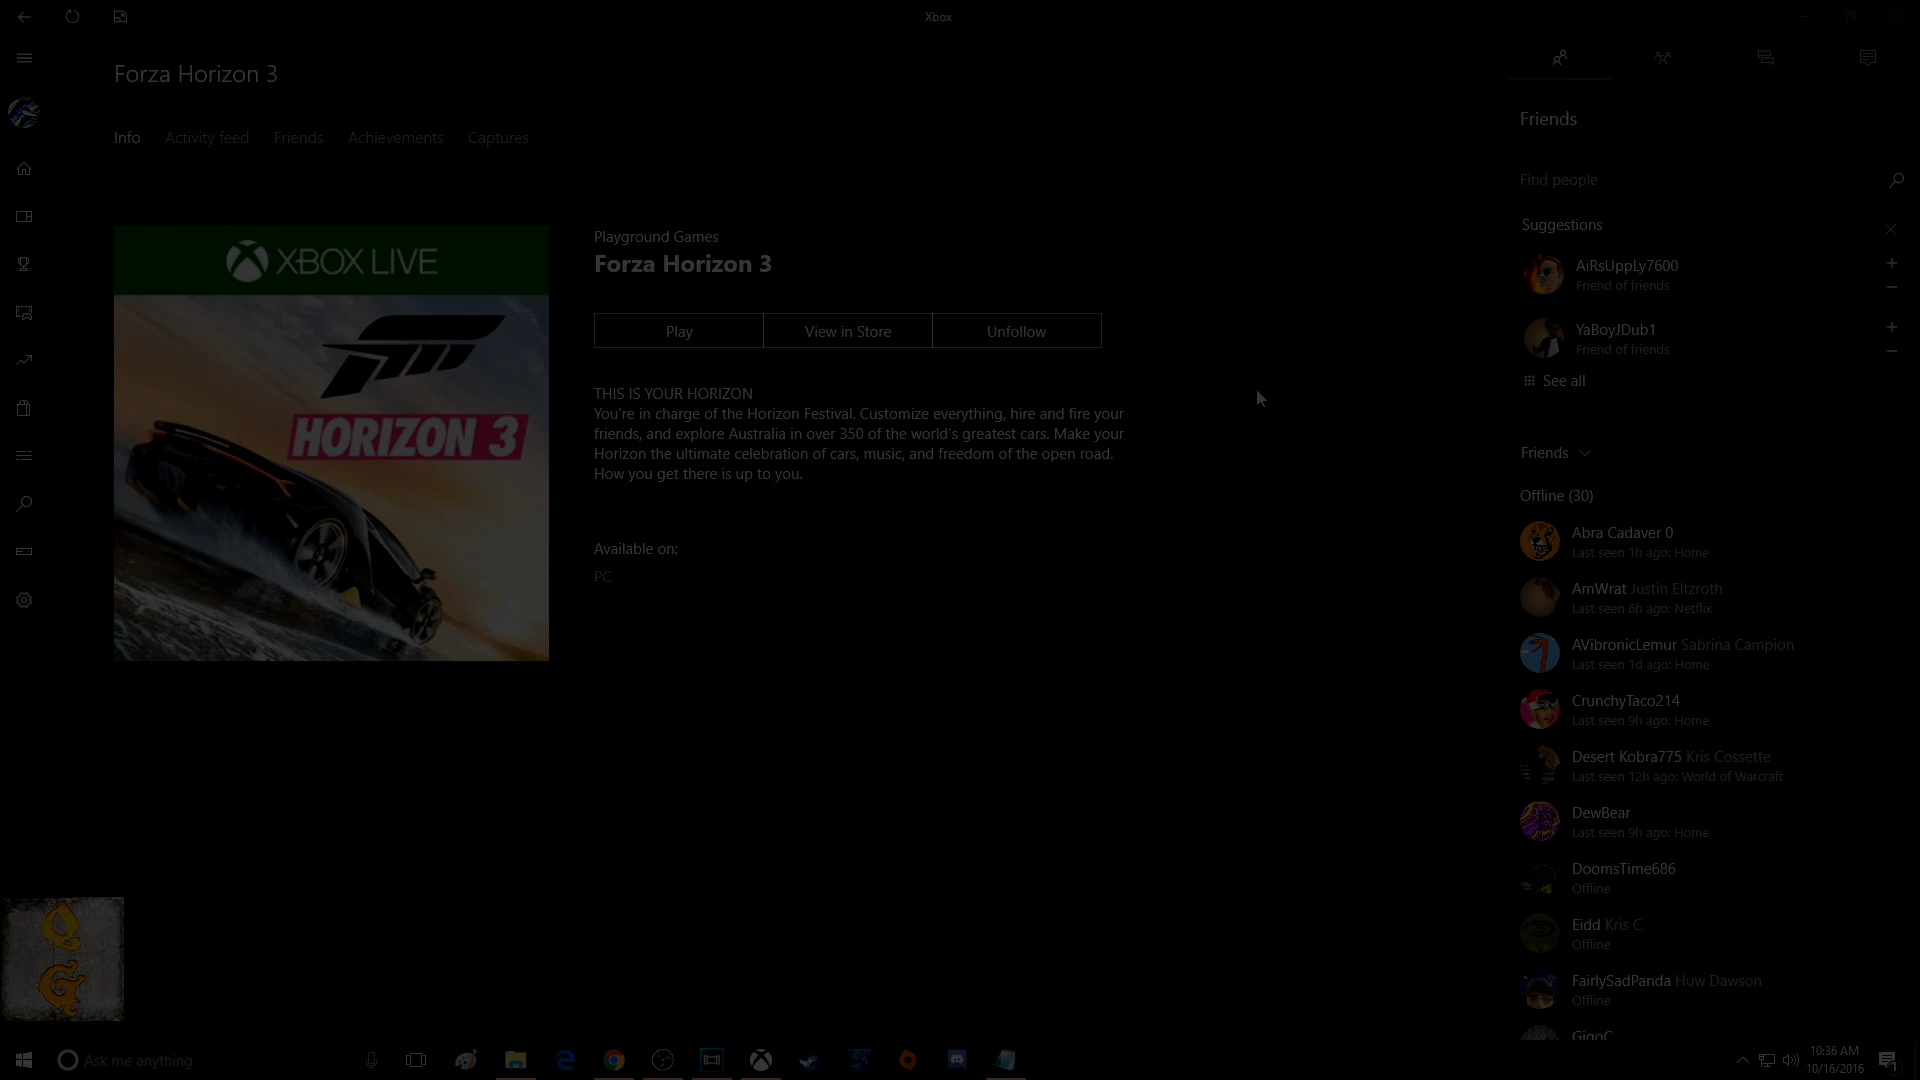 Xbox
Forza Horizon 3
Info Activity feed Friends Achievements Captures
XBOX LIVE
HORIZON 3
Playground Games
Forza Horizon 3
Play View in Store Unfollow
THIS IS YOUR HORIZON
You're in charge of the Horizon Festival. Customize everything, hire and fire your
friends, and explore Australia in over 350 of the world's greatest cars. Make your
Horizon the ultimate celebration of cars, music, and freedom of the open road.
How you get there is up to you.
Available on:
PC
Friends
Find people
Suggestions
AiRsUppLy7600
Friend of friends
YaBoyJDub1
Friend of friends
See all
Friends
Offline (30)
Abra Cadaver 0
Last seen 1h ago: Home
AmWrat Justin Eltzroth
Last seen 6h ago: Netflix
AVibronicLemur Sabrina Campion
Last seen 1d ago: Home
CrunchyTaco214
Last seen 9h ago: Home
Desert Kobra775 Kris Cossette
Last seen 12h ago: World of Warcraft
DewBear
Last seen 9h ago: Home
DoomsTime686
Offline
Eidd Kris C
Offline
FairlySadPanda Huw Dawson
Offline
GigoC
Q
G
Ask me anything
10:36 AM
10/16/2016
1